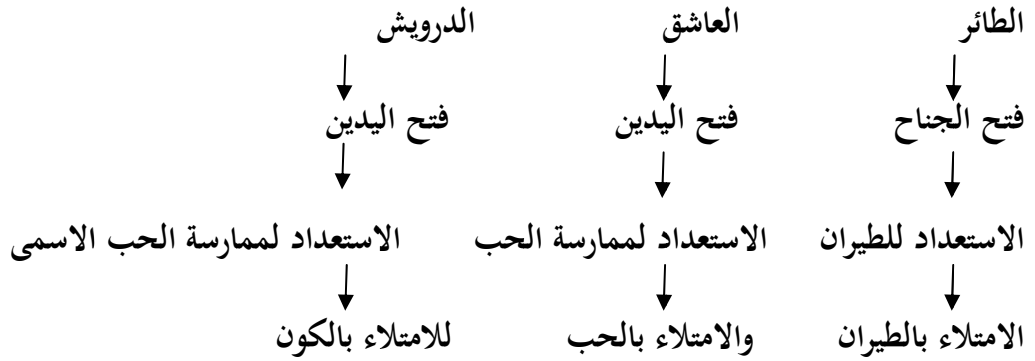 الطائر العاشق الدرويش
فتح الجناح فتح اليدين فتح اليدين
الاستعداد للطيران الاستعداد لممارسة الحب الاستعداد لممارسة الحب الاسمى
الامتلاء بالطيران والامتلاء بالحب للامتلاء بالكون